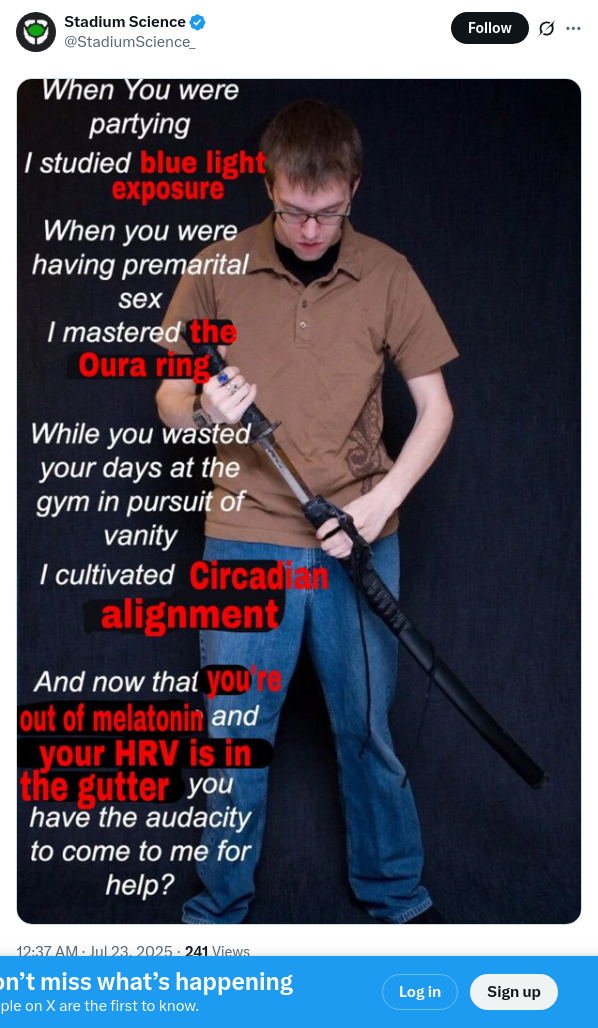 Stadium Science
@StadiumScience_
Follow
When You were
partying
I studied blue light
exposure
When you were
having premarital
sex
I mastered the
Oura ring
While you wasted
your days at the
gym in pursuit of
vanity
I cultivated Circadian
alignment
And now that you're
out of melatonin and
your HRV is in
the gutter you
have the audacity
to come to me for
help?
12:37 AM · Jul 23, 2025 · 241 Views
on't miss what's happening
ple on X are the first to know.
Log in
Sign up